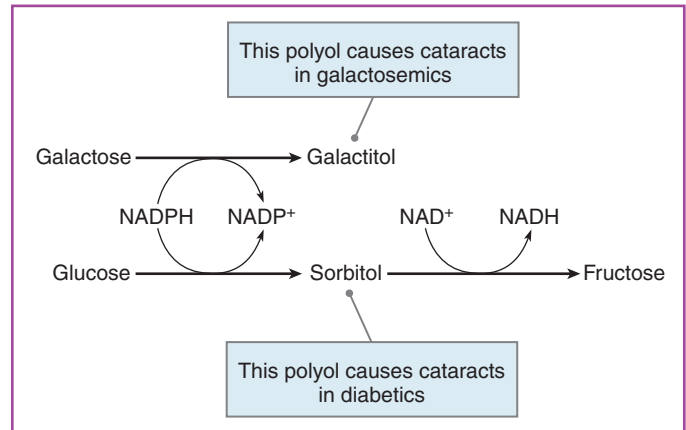 This polyol causes cataracts
in galactosemics
Galactose
Galactitol
NADPH
NADP⁺
NAD⁺
NADH
Glucose
Sorbitol
Fructose
This polyol causes cataracts
in diabetics